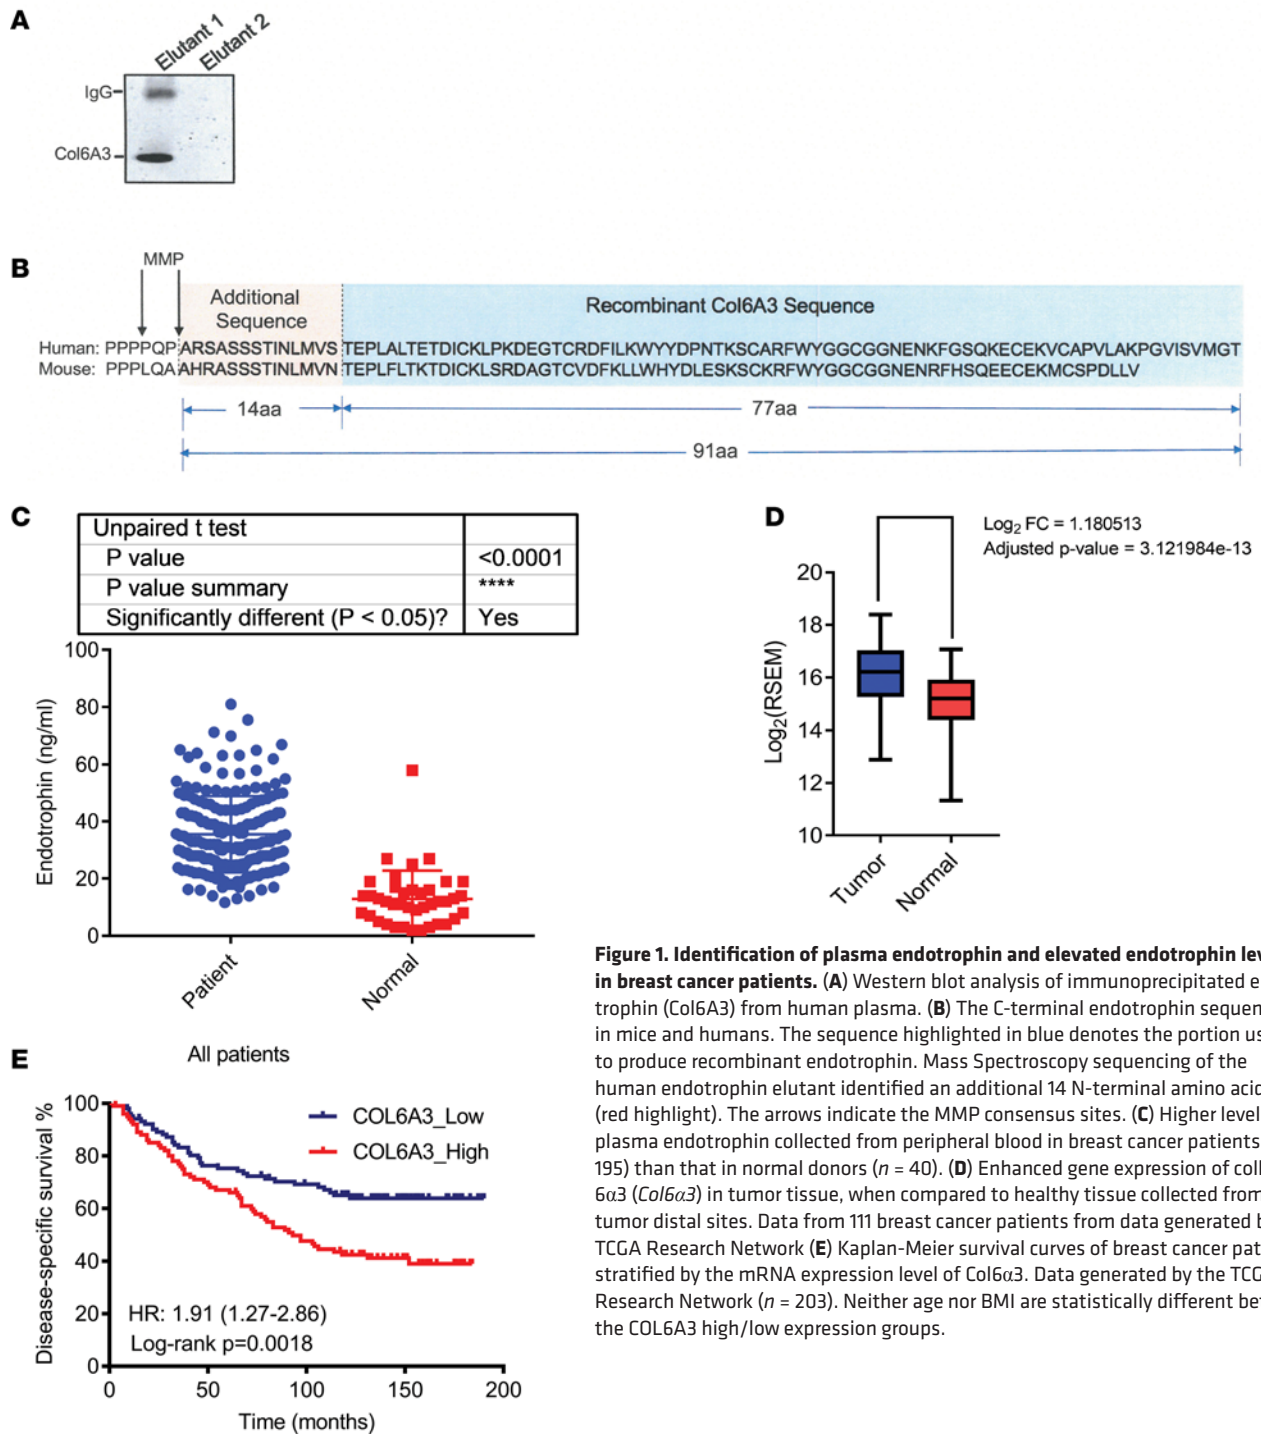 A
Elutant 1
Elutant 2
IgG
Col6A3
B
MMP
Additional
Sequence
Recombinant Col6A3 Sequence
Human: PPPPQPARSASSSTINLMVSTEPLALTETDICKLPKDEGTCRDFILKWYYDPNTKSCARFWYGGCGGNENKFGSQKECEKVCAPVLAKPGVISVMGT
Mouse: PPPLQAAHRASSSTINLMVNTEPLFLTKTDICKLSRDAGTCVDFKLLWHYDLESKSCKRFWYGGCGGNENRFHSQEECEKMCSPDLLV
14aa
77aa
91aa
C
Unpaired t test
P value <0.0001
P value summary ****
Significantly different (P < 0.05)? Yes
100
80
60
40
20
0
Endotrophin (ng/ml)
Patient
Normal
D
Log2 FC = 1.180513
Adjusted p-value = 3.121984e-13
20
18
16
14
12
10
Log2(RSEM)
Tumor
Normal
E
All patients
COL6A3_Low
COL6A3_High
100
80
60
40
20
0
Disease-specific survival %
HR: 1.91 (1.27-2.86)
Log-rank p=0.0018
0
50
100
150
200
Time (months)
Figure 1. Identification of plasma endotrophin and elevated endotrophin lev
in breast cancer patients. (A) Western blot analysis of immunoprecipitated e
trophin (Col6A3) from human plasma. (B) The C-terminal endotrophin sequen
in mice and humans. The sequence highlighted in blue denotes the portion us
to produce recombinant endotrophin. Mass Spectroscopy sequencing of the
human endotrophin elutant identified an additional 14 N-terminal amino acid
(red highlight). The arrows indicate the MMP consensus sites. (C) Higher level
plasma endotrophin collected from peripheral blood in breast cancer patients
195) than that in normal donors (n = 40). (D) Enhanced gene expression of coll
6α3 (Col6α3) in tumor tissue, when compared to healthy tissue collected from
tumor distal sites. Data from 111 breast cancer patients from data generated b
TCGA Research Network (E) Kaplan-Meier survival curves of breast cancer pat
stratified by the mRNA expression level of Col6α3. Data generated by the TCG
Research Network (n = 203). Neither age nor BMI are statistically different bet
the COL6A3 high/low expression groups.